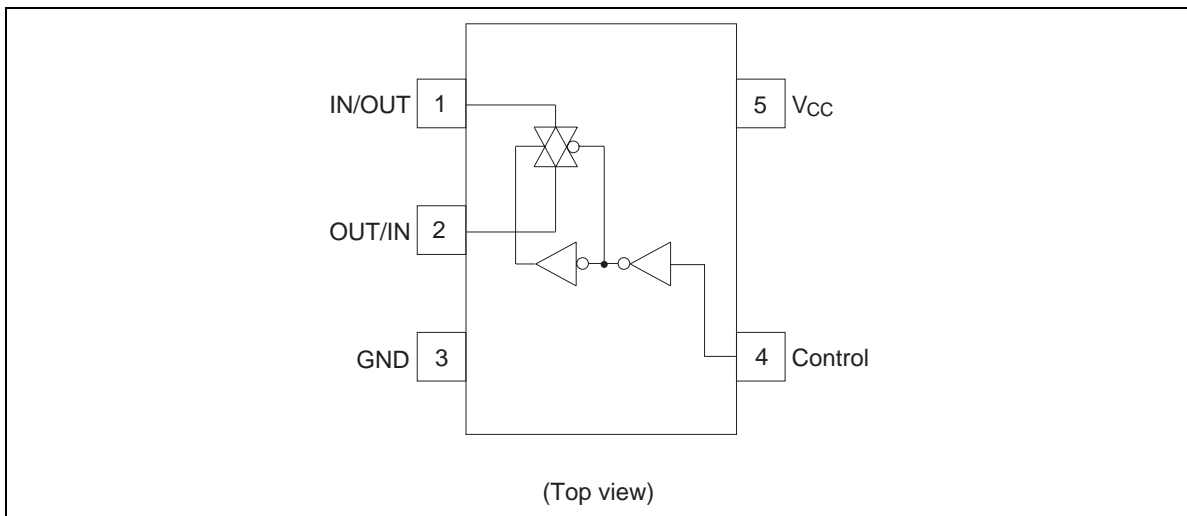 IN/OUT 1
5 VCC
OUT/IN 2
GND 3
4 Control
(Top view)